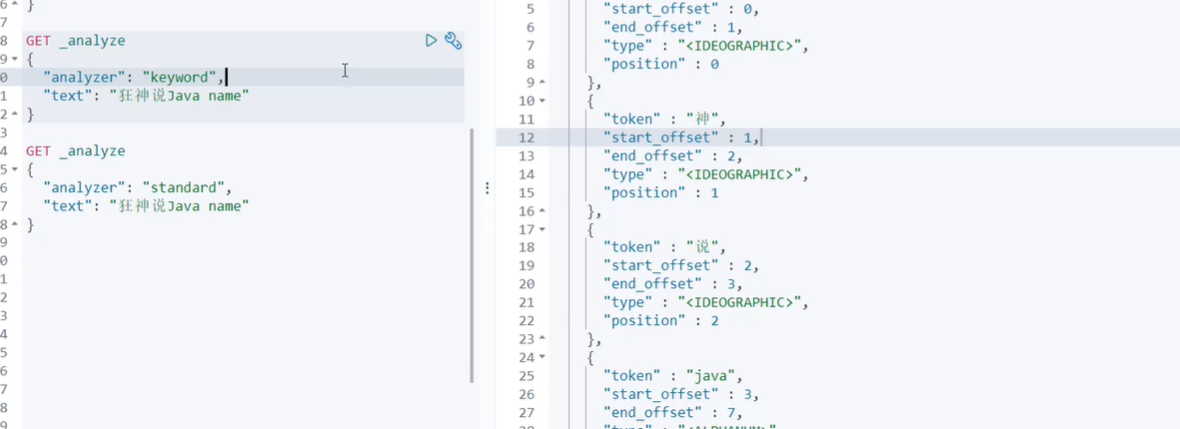 6 }
7
8 GET _analyze
9 {
0 "analyzer": "keyword",
1 "text": "狂神说Java name"
2 }
3
4 GET _analyze
5 {
6 "analyzer": "standard",
7 "text": "狂神说Java name"
8 }
9
0
1
2
3
4
5
6
7
8
9
5 "start_offset" : 0,
6 "end_offset" : 1,
7 "type" : "<IDEOGRAPHIC>",
8 "position" : 0
9 },
10 {
11 "token" : "神",
12 "start_offset" : 1,
13 "end_offset" : 2,
14 "type" : "<IDEOGRAPHIC>",
15 "position" : 1
16 },
17 {
18 "token" : "说",
19 "start_offset" : 2,
20 "end_offset" : 3,
21 "type" : "<IDEOGRAPHIC>",
22 "position" : 2
23 },
24 {
25 "token" : "java",
26 "start_offset" : 3,
27 "end_offset" : 7,